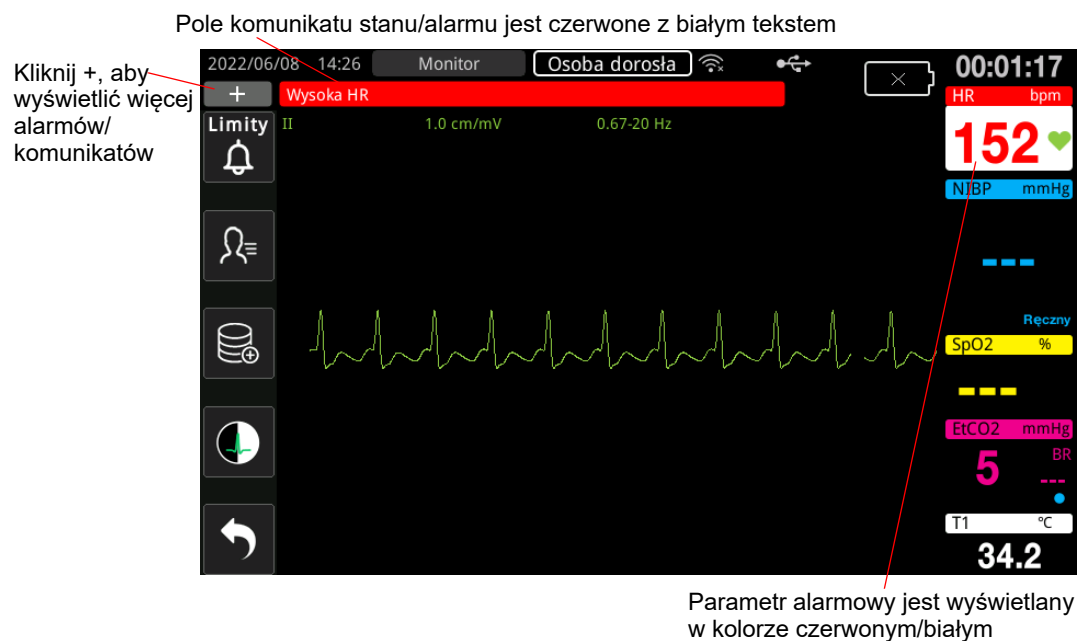 Pole komunikatu stanu/alarmu jest czerwone z białym tekstem
Kliknij +, aby
wyświetlić więcej
alarmów/
komunikatów
2022/06/08 14:26 Monitor Osoba dorosła 00:01:17
+ Wysoka HR
HR bpm
Limity II 1.0 cm/mV 0.67-20 Hz
152
NIBP mmHg
---
Ręczny
SpO2 %
---
EtCO2 mmHg
5 BR
---
T1 °C
34.2
Parametr alarmowy jest wyświetlany
w kolorze czerwonym/białym